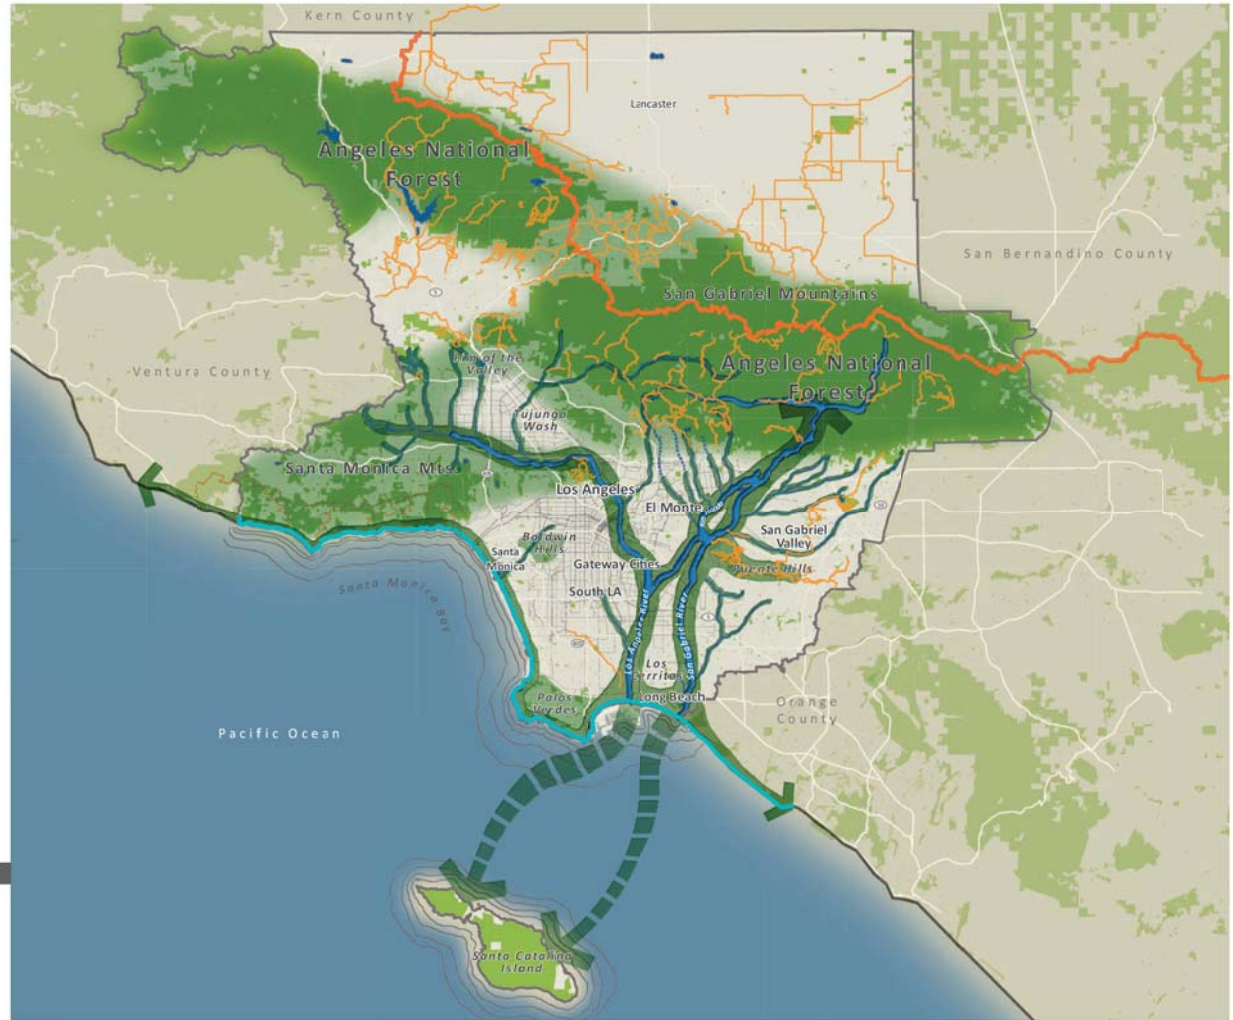 Kern County
Lancaster
Angeles National
Forest
San Bernandino County
San Gabriel Mountains
Rim of the
Valley
Angeles National
Forest
Ventura County
Tujunga
Wash
Santa Monica Mts.
Los Angeles
El Monte
San Gabriel
Valley
Baldwin
Hills
Santa
Monica
Gateway Cities
Puente Hills
South LA
Santa Monica Bay
Los Angeles River
San Gabriel River
5
5
Los
Cerritos
Palos
Verdes
Long Beach
Orange
County
Pacific Ocean
Santa Catalina
Island